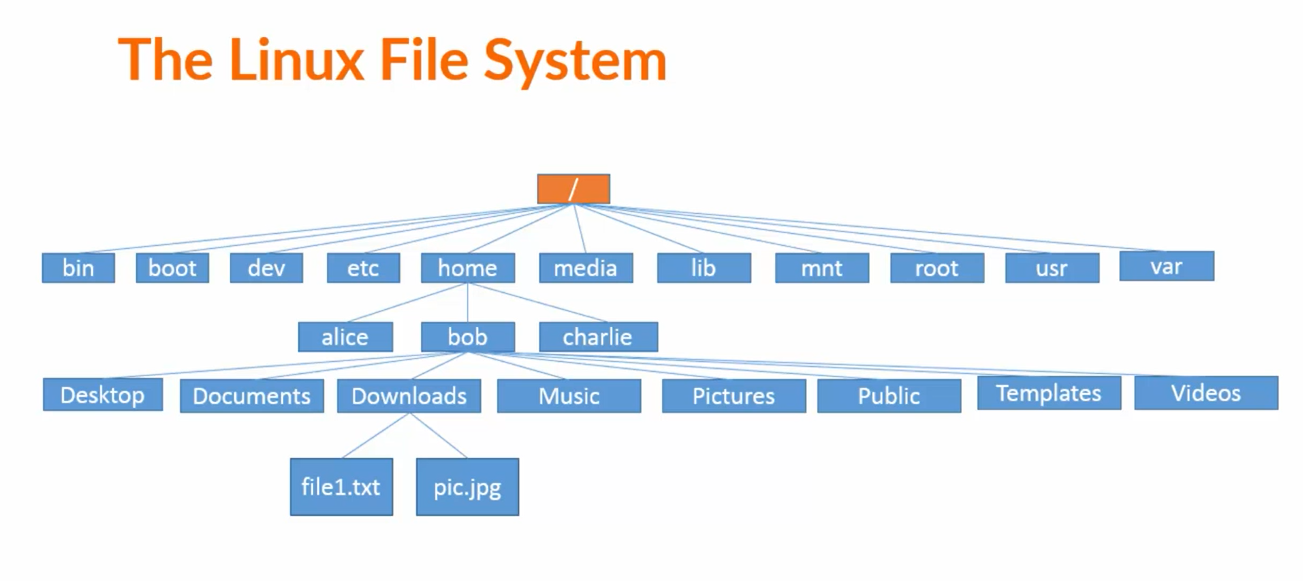 The Linux File System
/
bin boot dev etc home media lib mnt root usr var
alice bob charlie
Desktop Documents Downloads Music Pictures Public Templates Videos
file1.txt pic.jpg